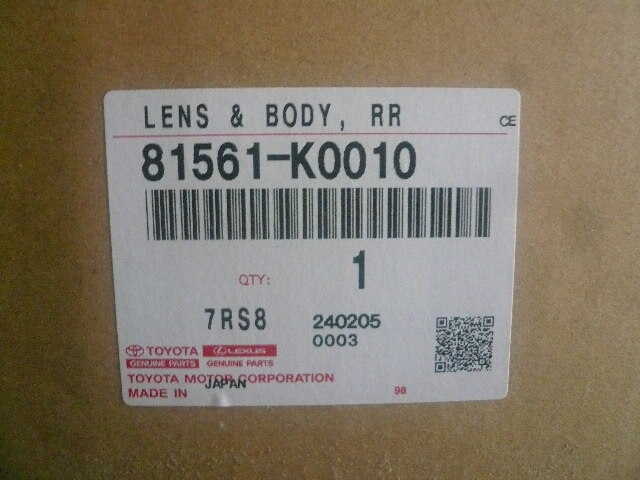 LENS & BODY, RR
CE
81561-K0010
QTY: 1
7RS8 240205
0003
TOYOTA LEXUS
GENUINE PARTS GENUINE PARTS
TOYOTA MOTOR CORPORATION
MADE IN JAPAN 98